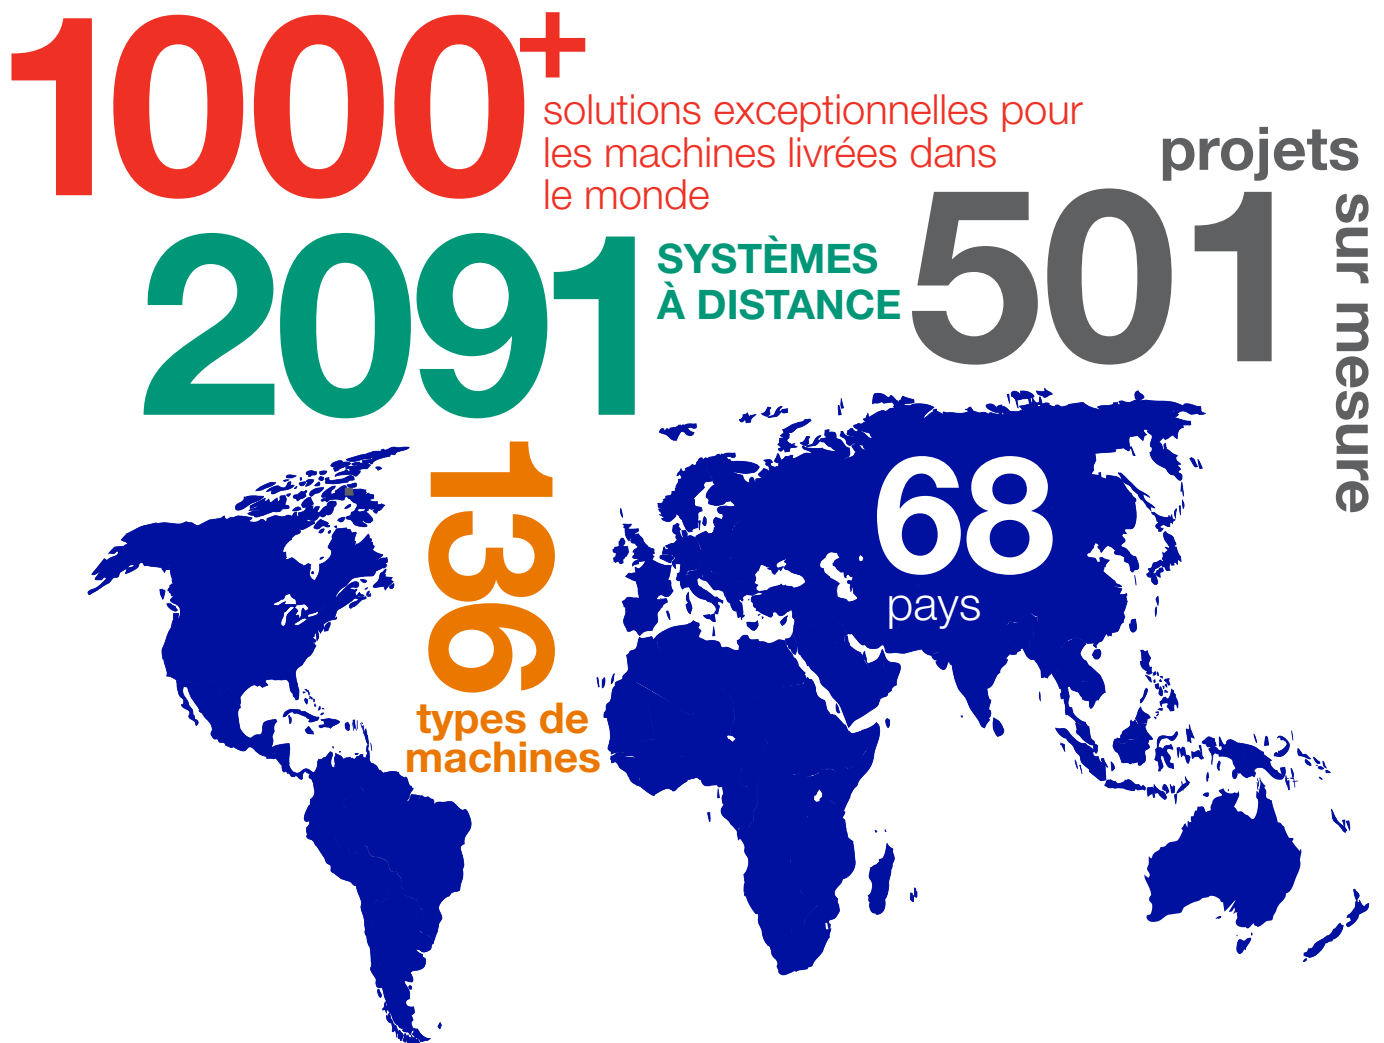 1000+
solutions exceptionnelles pour
les machines livrées dans
le monde
2091
SYSTÈMES
À DISTANCE
projets
501
sur mesure
136
types de
machines
68
pays